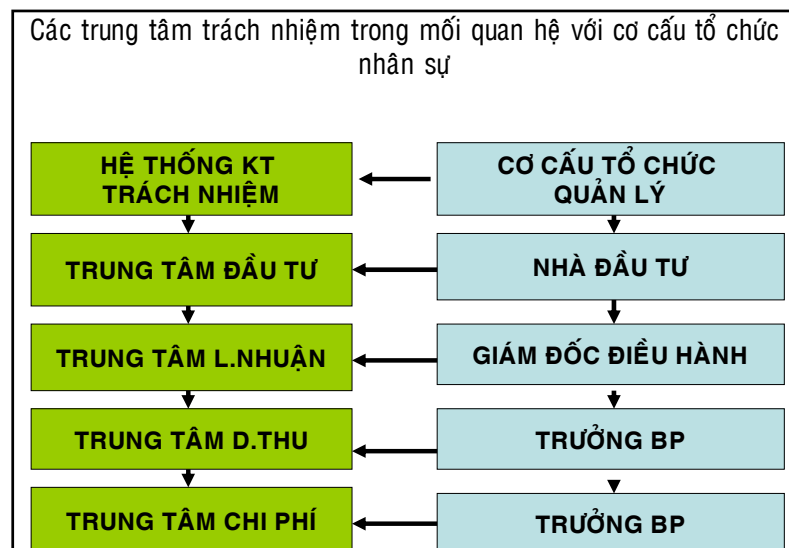 Các trung tâm trách nhiệm trong mối quan hệ với cơ cấu tổ chức
nhân sự
HỆ THỐNG KT
TRÁCH NHIỆM
CƠ CẤU TỔ CHỨC
QUẢN LÝ
TRUNG TÂM ĐẦU TƯ
NHÀ ĐẦU TƯ
TRUNG TÂM L.NHUẬN
GIÁM ĐỐC ĐIỀU HÀNH
TRUNG TÂM D.THU
TRƯỞNG BP
TRUNG TÂM CHI PHÍ
TRƯỞNG BP